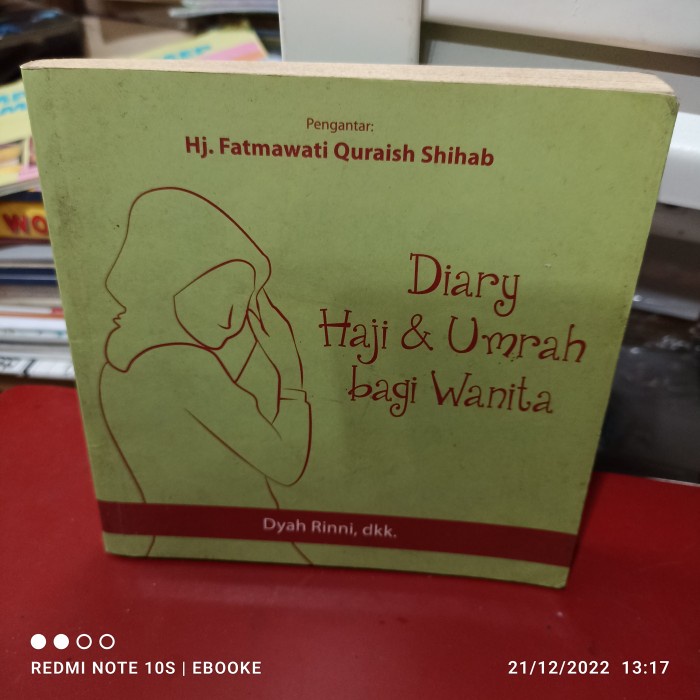 Pengantar:
Hj. Fatmawati Quraish Shihab
Diary
Haji & Umrah
bagi Wanita
Dyah Rinni, dkk.
WO
REDMI NOTE 10S | EBOOKE
21/12/2022 13:17